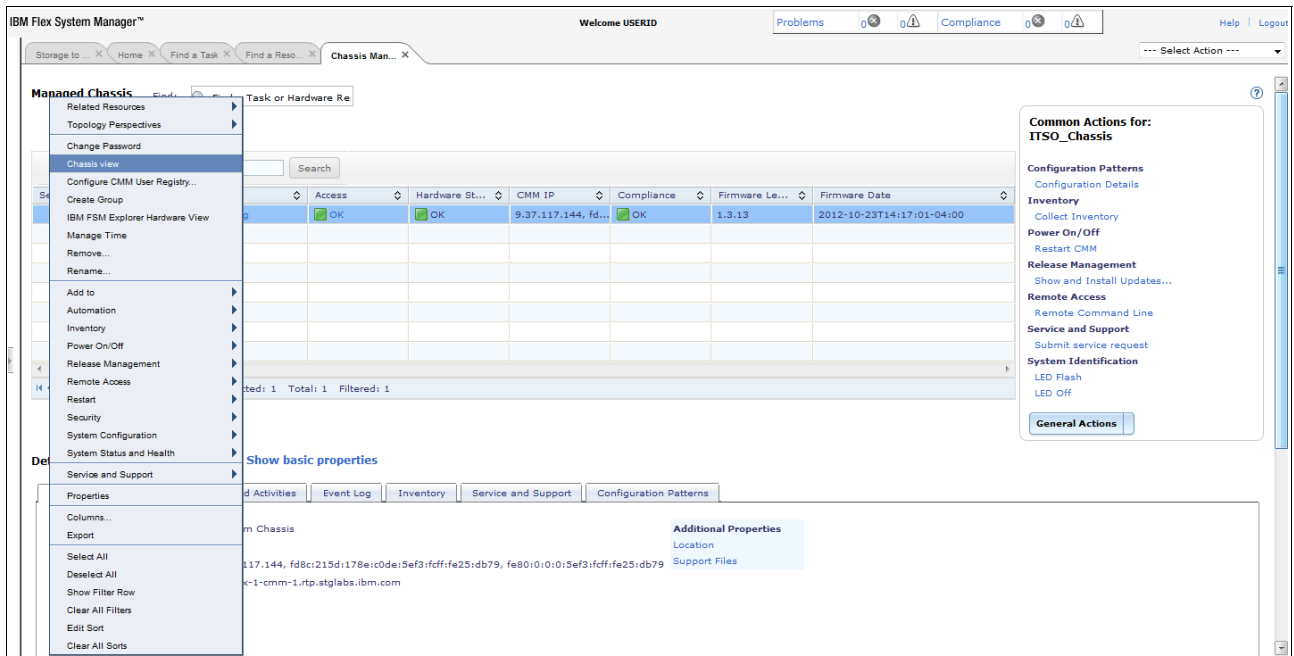 IBM Flex System Manager™ Welcome USERID Problems 0 0 Compliance 0 0 Help Logout
Storage to ... Home Find a Task Find a Reso... Chassis Man... --- Select Action ---
Managed Chassis Find: Task or Hardware Re
Related Resources
Topology Perspectives
Change Password
Chassis view
Configure CMM User Registry...
Create Group
IBM FSM Explorer Hardware View
Manage Time
Remove...
Rename...
Add to
Automation
Inventory
Power On/Off
Release Management
Remote Access
Restart
Security
System Configuration
System Status and Health
Service and Support
Properties
Columns...
Export
Select All
Deselect All
Show Filter Row
Clear All Filters
Edit Sort
Clear All Sorts
Search
Se Access Hardware St... CMM IP Compliance Firmware Le... Firmware Date
g OK OK 9.37.117.144, fd... OK 1.3.13 2012-10-23T14:17:01-04:00
cted: 1 Total: 1 Filtered: 1
Common Actions for:
ITSO_Chassis
Configuration Patterns
Configuration Details
Inventory
Collect Inventory
Power On/Off
Restart CMM
Release Management
Show and Install Updates...
Remote Access
Remote Command Line
Service and Support
Submit service request
System Identification
LED Flash
LED Off
General Actions
Det Show basic properties
d Activities Event Log Inventory Service and Support Configuration Patterns
m Chassis
117.144, fd8c:215d:178e:c0de:5ef3:fcff:fe25:db79, fe80:0:0:0:5ef3:fcff:fe25:db79
x-1-cmm-1.rtp.stglabs.ibm.com
Additional Properties
Location
Support Files